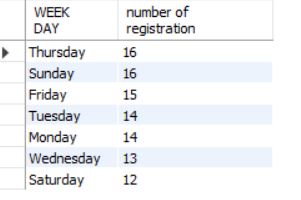 WEEK number of
DAY registration
Thursday 16
Sunday 16
Friday 15
Tuesday 14
Monday 14
Wednesday 13
Saturday 12